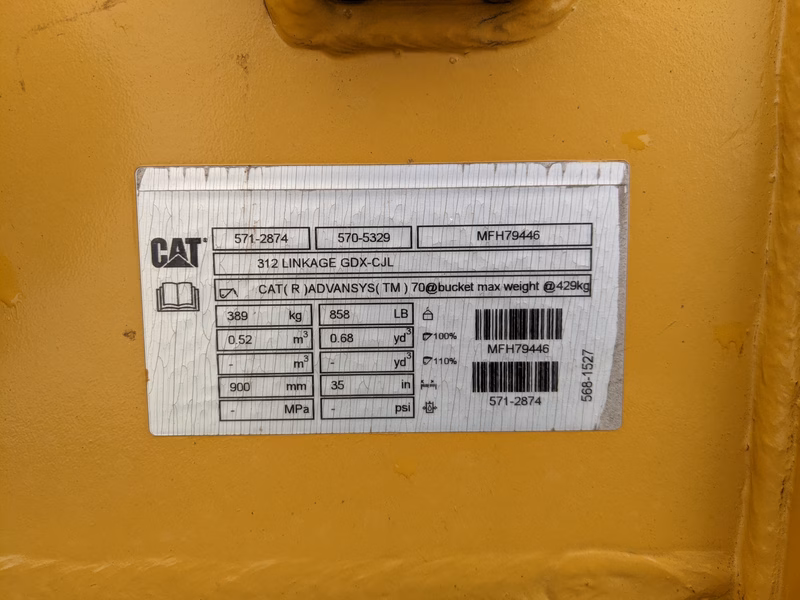 CAT
571-2874 570-5329 MFH79446
312 LINKAGE GDX-CJL
CAT( R )ADVANSYS( TM ) 70@bucket max weight @429kg
389 kg 858 LB
0.52 m3 0.68 yd3 100%
- m3 - yd3 110%
900 mm 35 in
- MPa - psi
MFH79446
571-2874
568-1527